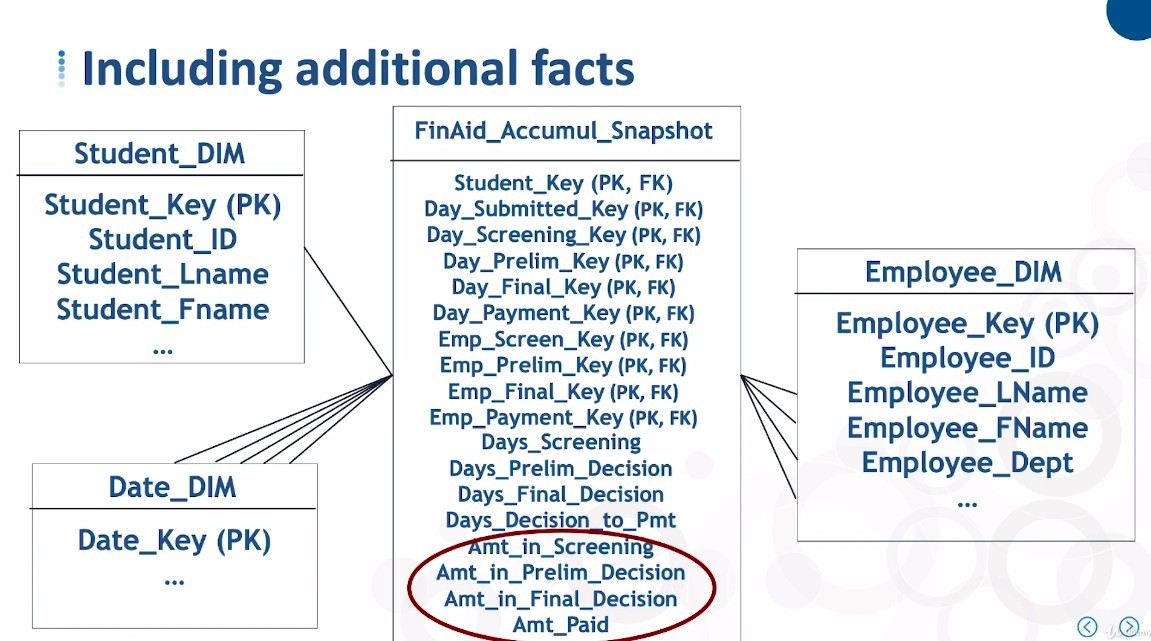 Including additional facts
Student_DIM
Student_Key (PK)
Student_ID
Student_Lname
Student_Fname
...
Date_DIM
Date_Key (PK)
...
FinAid_Accumul_Snapshot
Student_Key (PK, FK)
Day_Submitted_Key (PK, FK)
Day_Screening_Key (PK, FK)
Day_Prelim_Key (PK, FK)
Day_Final_Key (PK, FK)
Day_Payment_Key (PK, FK)
Emp_Screen_Key (PK, FK)
Emp_Prelim_Key (PK, FK)
Emp_Final_Key (PK, FK)
Emp_Payment_Key (PK, FK)
Days_Screening
Days_Prelim_Decision
Days_Final_Decision
Days_Decision_to_Pmt
Amt_in_Screening
Amt_in_Prelim_Decision
Amt_in_Final_Decision
Amt_Paid
Employee_DIM
Employee_Key (PK)
Employee_ID
Employee_LName
Employee_FName
Employee_Dept
...